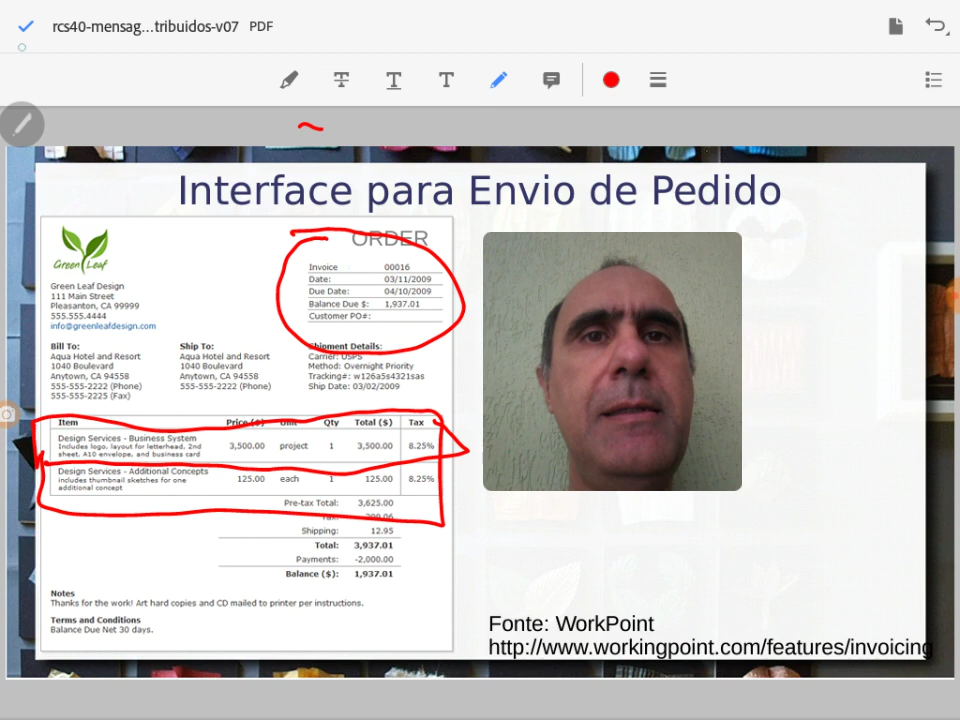 rcs40-mensag...tribuidos-v07 PDF
Interface para Envio de Pedido
ORDER
Green Leaf
Invoice 00016
Date: 03/11/2009
Due Date: 04/10/2009
Balance Due $: 1,937.01
Customer PO#:
Green Leaf Design
111 Main Street
Pleasanton, CA 99999
555.555.4444
info@greenleafdesign.com
Bill To:
Aqua Hotel and Resort
1040 Boulevard
Anytown, CA 94558
555-555-2222 (Phone)
555-555-2225 (Fax)
Ship To:
Aqua Hotel and Resort
1040 Boulevard
Anytown, CA 94558
555-555-2222 (Phone)
Shipment Details:
Carrier: USPS
Method: Overnight Priority
Tracking#: w126a5s4321sas
Ship Date: 03/02/2009
Item Price ($) Unit Qty Total ($) Tax
Design Services - Business System
Includes logo, layout for letterhead, 2nd 3,500.00 project 1 3,500.00 8.25%
sheet, A10 envelope, and business card
Design Services - Additional Concepts
includes thumbnail sketches for one 125.00 each 1 125.00 8.25%
additional concept
Pre-tax Total: 3,625.00
Tax: 299.06
Shipping: 12.95
Total: 3,937.01
Payments: -2,000.00
Balance ($): 1,937.01
Notes
Thanks for the work! Art hard copies and CD mailed to printer per instructions.
Terms and Conditions
Balance Due Net 30 days.
Fonte: WorkPoint
http://www.workingpoint.com/features/invoicing